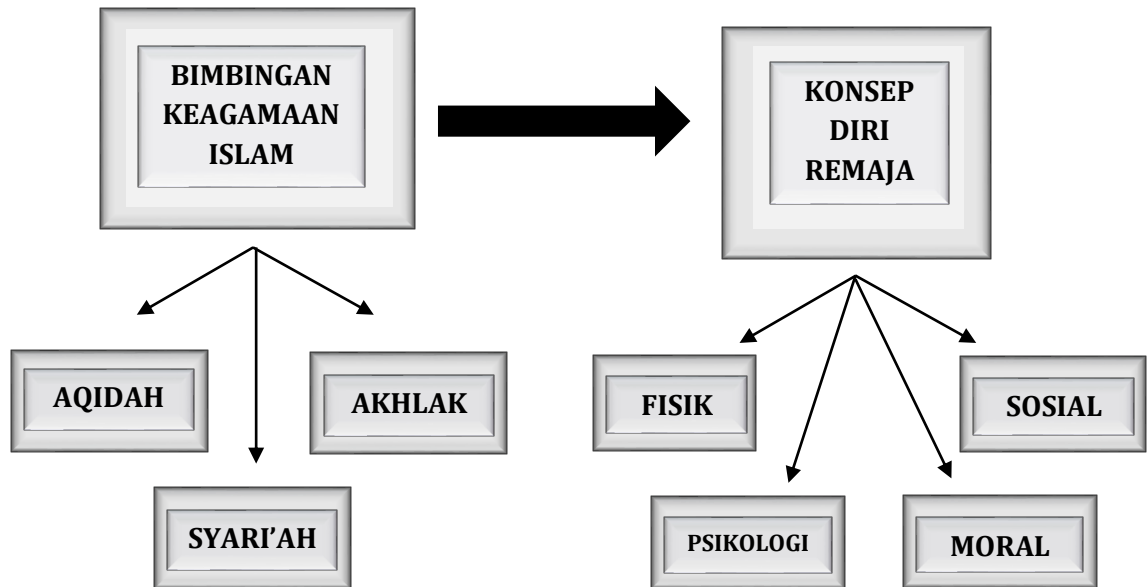 BIMBINGAN
KEAGAMAAN
ISLAM
KONSEP
DIRI
REMAJA
AQIDAH
AKHLAK
SYARI’AH
FISIK
SOSIAL
PSIKOLOGI
MORAL